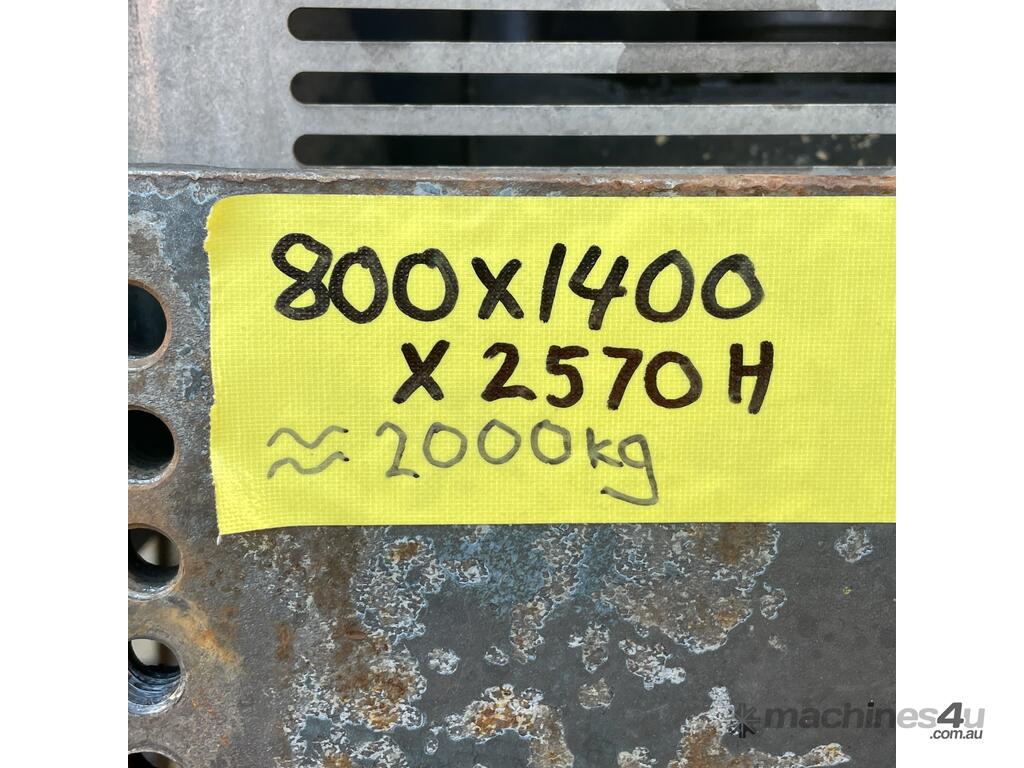 800x1400
x 2570 H
≈ 2000kg
machines4u
.com.au